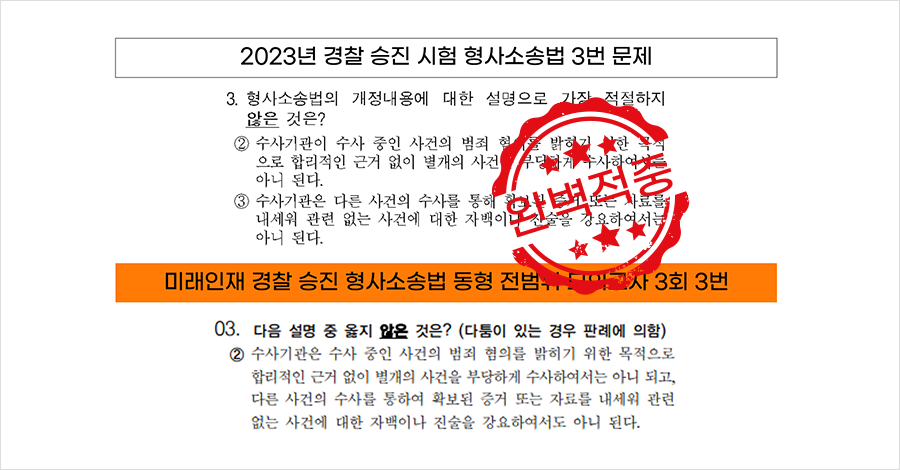 2023년 경찰 승진 시험 형사소송법 3번 문제
3. 형사소송법의 개정내용에 대한 설명으로 가장 적절하지
않은 것은?
② 수사기관이 수사 중인 사건의 범죄 혐의를 밝히기 위한 목적
으로 합리적인 근거 없이 별개의 사건을 부당하게 수사하여서는
아니 된다.
③ 수사기관은 다른 사건의 수사를 통해 확보된 증거 또는 자료를
내세워 관련 없는 사건에 대한 자백이나 진술을 강요하여서는
아니 된다.
완벽적중
미래인재 경찰 승진 형사소송법 동형 전범위 모의고사 3회 3번
03. 다음 설명 중 옳지 않은 것은? (다툼이 있는 경우 판례에 의함)
② 수사기관은 수사 중인 사건의 범죄 혐의를 밝히기 위한 목적으로
합리적인 근거 없이 별개의 사건을 부당하게 수사하여서는 아니 되고,
다른 사건의 수사를 통하여 확보된 증거 또는 자료를 내세워 관련
없는 사건에 대한 자백이나 진술을 강요하여서도 아니 된다.